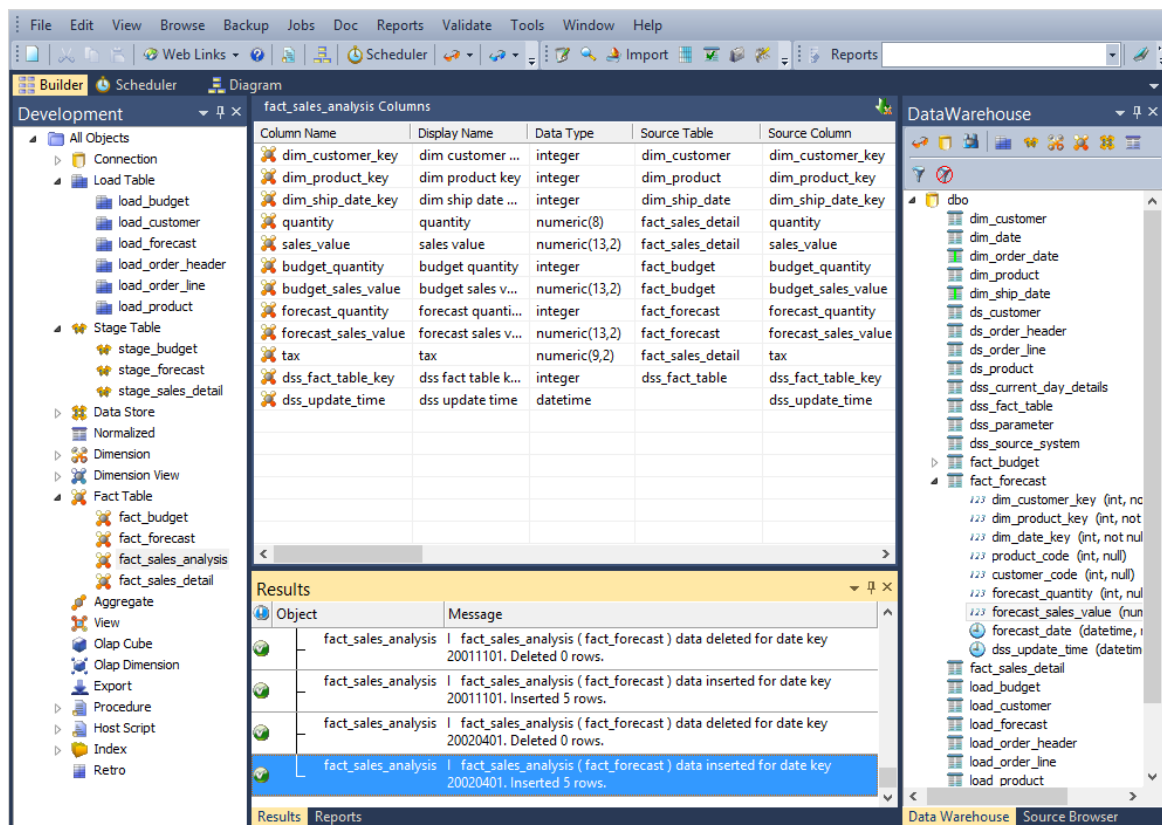 File Edit View Browse Backup Jobs Doc Reports Validate Tools Window Help
Web Links Scheduler Import Reports
Builder Scheduler Diagram
Development
All Objects
Connection
Load Table
load_budget
load_customer
load_forecast
load_order_header
load_order_line
load_product
Stage Table
stage_budget
stage_forecast
stage_sales_detail
Data Store
Normalized
Dimension
Dimension View
Fact Table
fact_budget
fact_forecast
fact_sales_analysis
fact_sales_detail
Aggregate
View
Olap Cube
Olap Dimension
Export
Procedure
Host Script
Index
Retro
fact_sales_analysis Columns
Column Name Display Name Data Type Source Table Source Column
dim_customer_key dim customer ... integer dim_customer dim_customer_key
dim_product_key dim product key integer dim_product dim_product_key
dim_ship_date_key dim ship date ... integer dim_ship_date dim_ship_date_key
quantity quantity numeric(8) fact_sales_detail quantity
sales_value sales value numeric(13,2) fact_sales_detail sales_value
budget_quantity budget quantity integer fact_budget budget_quantity
budget_sales_value budget sales v... numeric(13,2) fact_budget budget_sales_value
forecast_quantity forecast quanti... integer fact_forecast forecast_quantity
forecast_sales_value forecast sales v... numeric(13,2) fact_forecast forecast_sales_value
tax tax numeric(9,2) fact_sales_detail tax
dss_fact_table_key dss fact table k... integer dss_fact_table dss_fact_table_key
dss_update_time dss update time datetime dss_update_time
Results
Object Message
fact_sales_analysis | fact_sales_analysis ( fact_forecast ) data deleted for date key
20011101. Deleted 0 rows.
fact_sales_analysis | fact_sales_analysis ( fact_forecast ) data inserted for date key
20011101. Inserted 5 rows.
fact_sales_analysis | fact_sales_analysis ( fact_forecast ) data deleted for date key
20020401. Deleted 0 rows.
fact_sales_analysis | fact_sales_analysis ( fact_forecast ) data inserted for date key
20020401. Inserted 5 rows.
Results Reports
DataWarehouse
dbo
dim_customer
dim_date
dim_order_date
dim_product
dim_ship_date
ds_customer
ds_order_header
ds_order_line
ds_product
dss_current_day_details
dss_fact_table
dss_parameter
dss_source_system
fact_budget
fact_forecast
123 dim_customer_key (int, nc
123 dim_product_key (int, not
123 dim_date_key (int, not nul
123 product_code (int, null)
123 customer_code (int, null)
123 forecast_quantity (int, nul
123 forecast_sales_value (nun
forecast_date (datetime,
dss_update_time (datetim
fact_sales_detail
load_budget
load_customer
load_forecast
load_order_header
load_order_line
load_product
Data Warehouse Source Browser